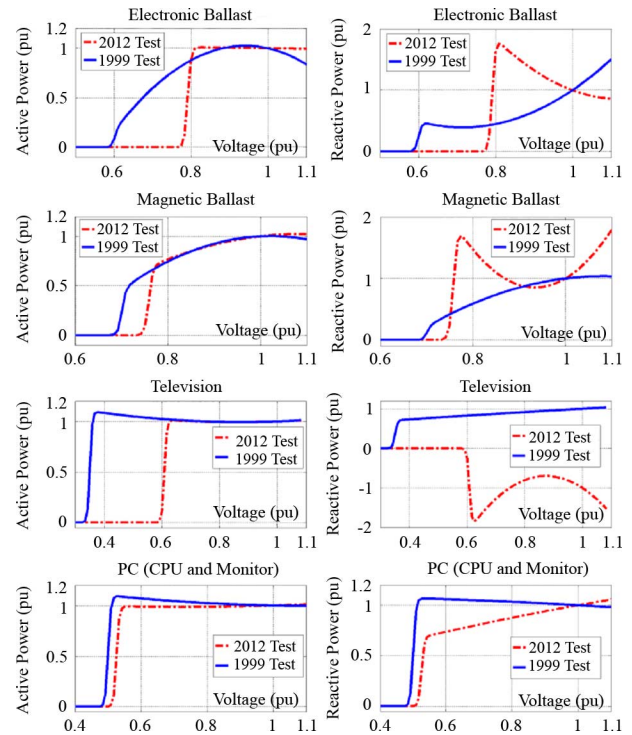 Electronic Ballast
Active Power (pu)
1.2
1
0.5
0
2012 Test
1999 Test
Voltage (pu)
0.6
0.8
1
1.1
Electronic Ballast
Reactive Power (pu)
2
1
0
2012 Test
1999 Test
Voltage (pu)
0.6
0.8
1
1.1
Magnetic Ballast
Active Power (pu)
1.2
1
0.5
0
2012 Test
1999 Test
Voltage (pu)
0.6
0.8
1
1.1
Magnetic Ballast
Reactive Power (pu)
2
1
0
2012 Test
1999 Test
Voltage (pu)
0.6
0.8
1
1.1
Television
Active Power (pu)
1.2
1
0.5
0
2012 Test
1999 Test
Voltage (pu)
0.4
0.6
0.8
1
1.1
Television
Reactive Power (pu)
1.2
1
0
-1
-2
2012 Test
1999 Test
Voltage (pu)
0.4
0.6
0.8
1.1
PC (CPU and Monitor)
Active Power (pu)
1.2
1
0.5
0
2012 Test
1999 Test
Voltage (pu)
0.4
0.6
0.8
1
1.1
PC (CPU and Monitor)
Reactive Power (pu)
1.2
1
0.5
0
2012 Test
1999 Test
Voltage (pu)
0.4
0.6
0.8
1
1.1